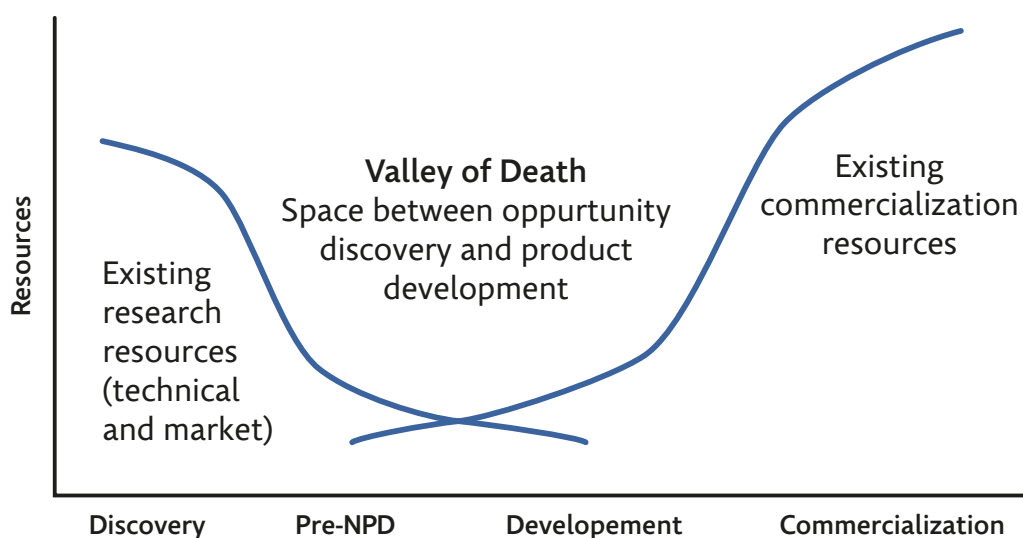 Resources
Valley of Death
Space between oppurtunity
discovery and product
development
Existing
commercialization
resources
Existing
research
resources
(technical
and market)
Discovery
Pre-NPD
Developement
Commercialization